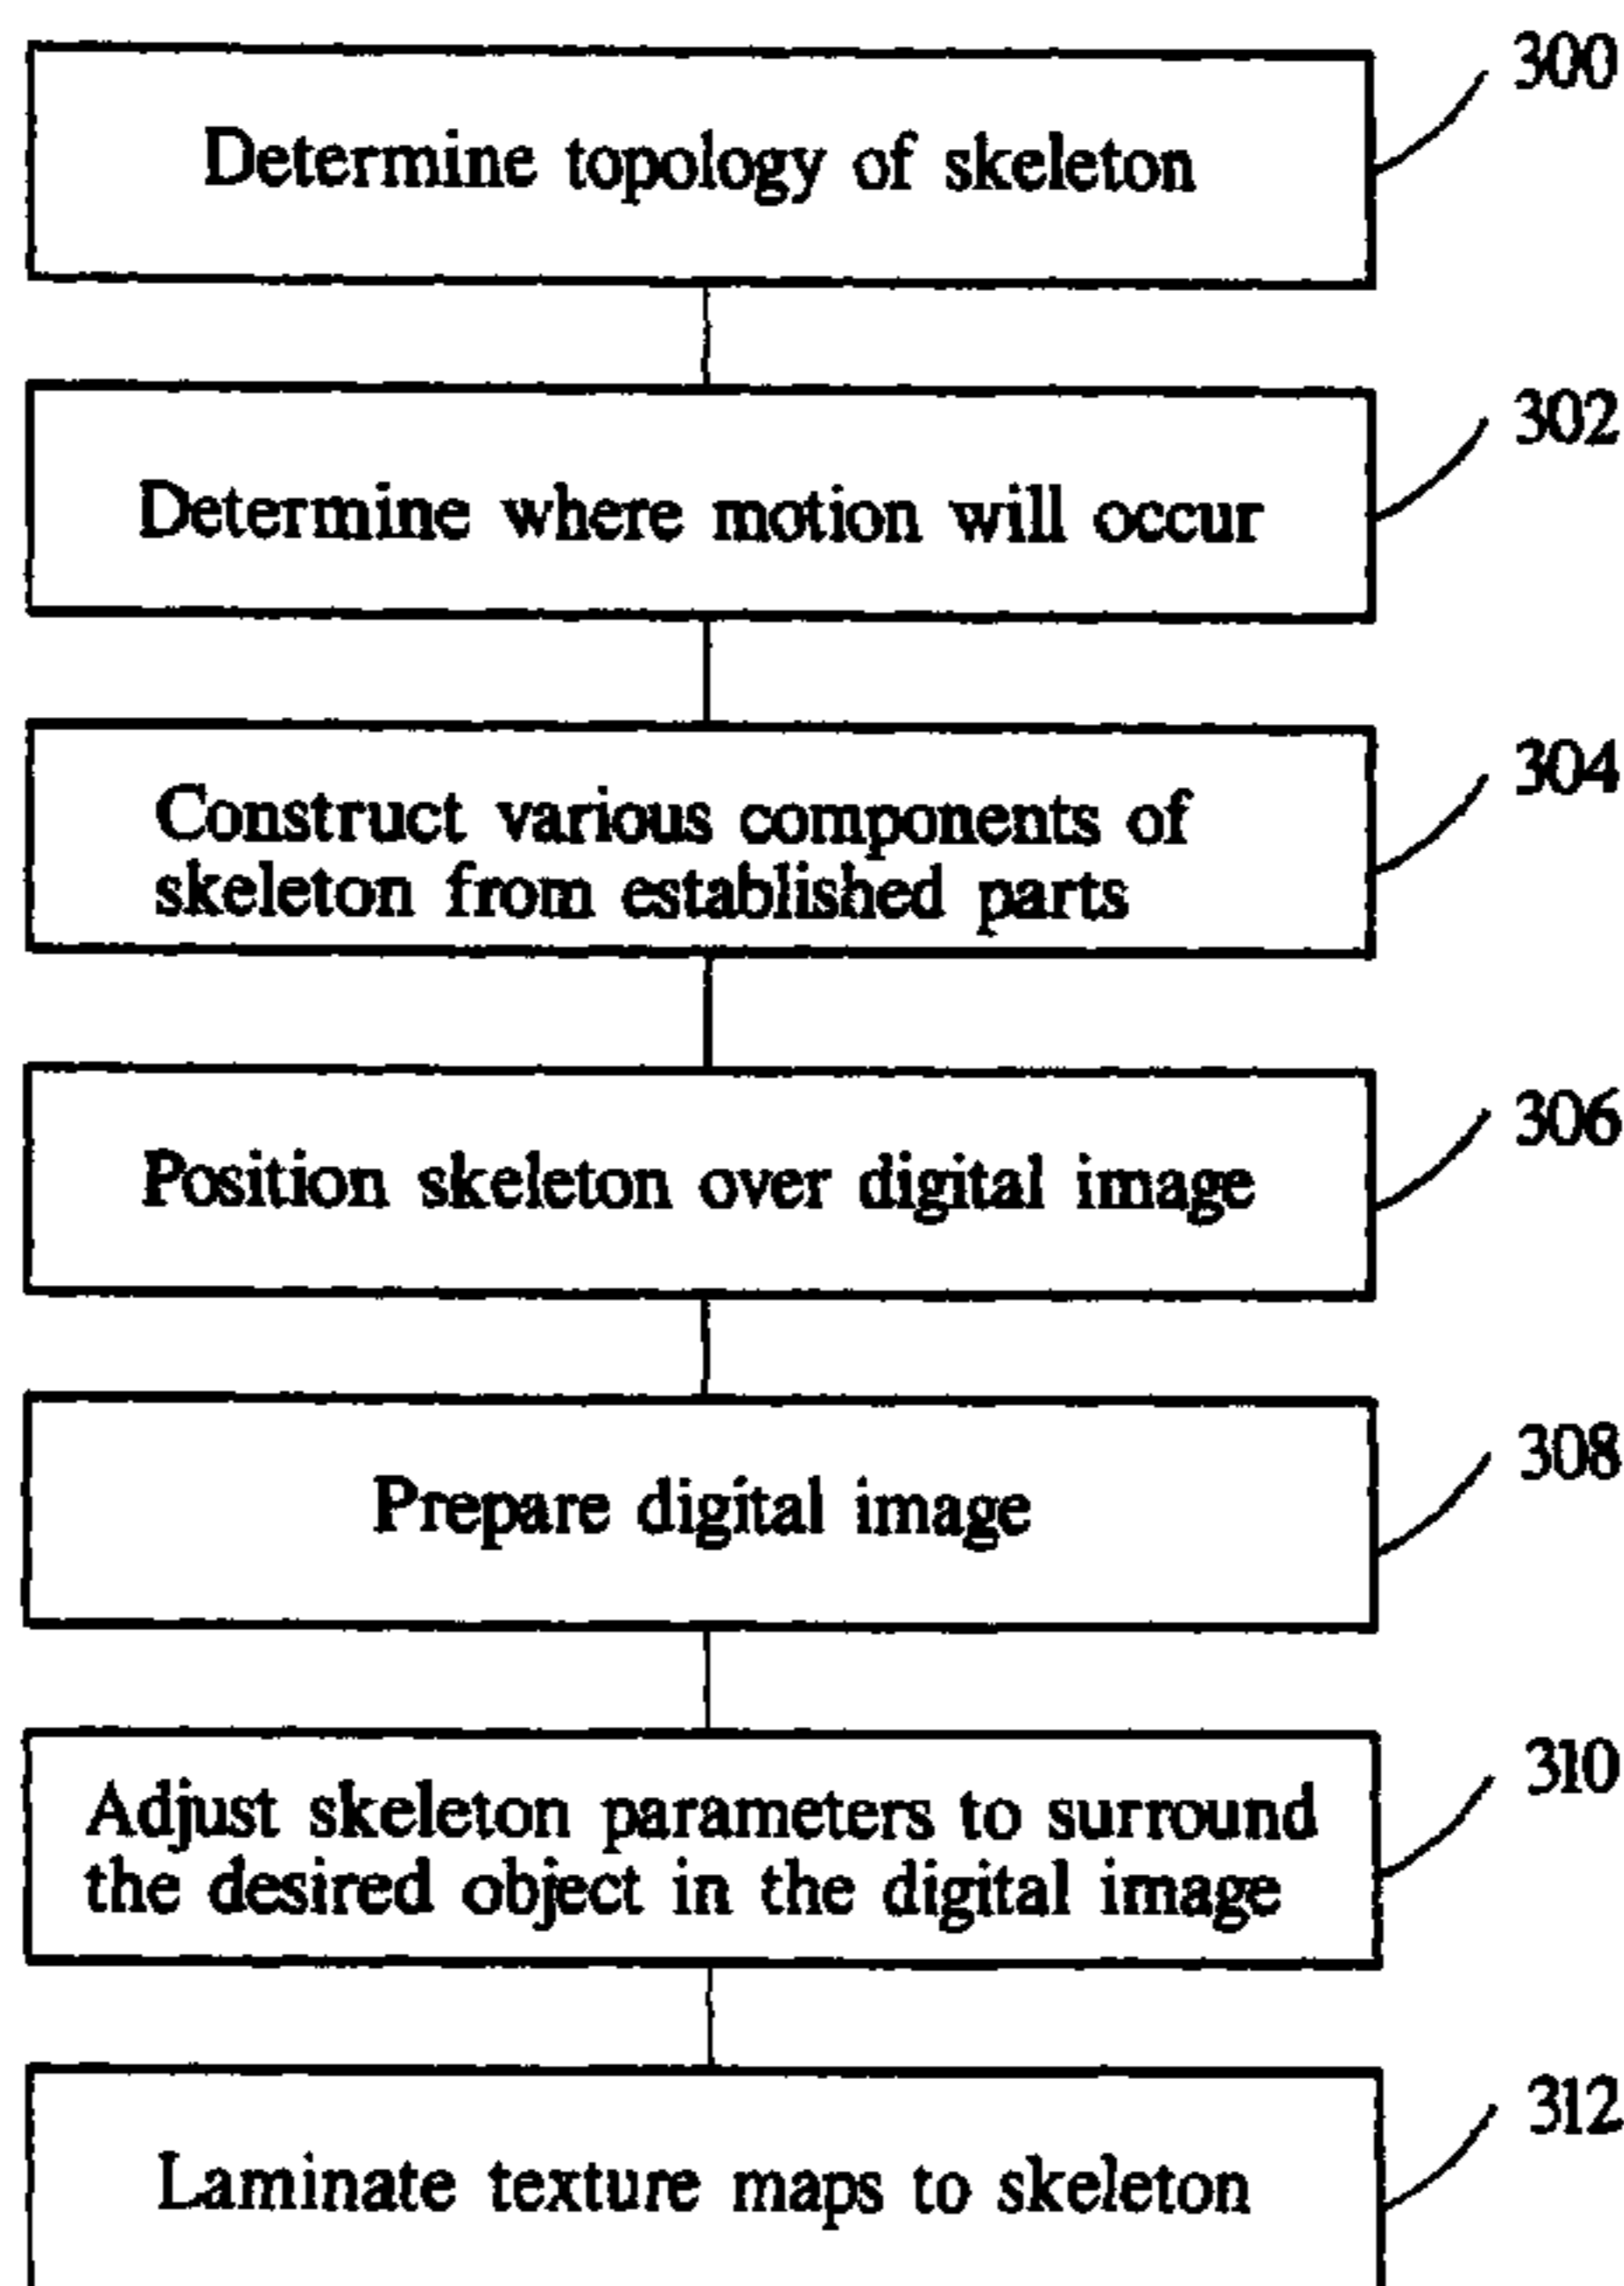 300
Determine topology of skeleton
302
Determine where motion will occur
304
Construct various components of
skeleton from established parts
306
Position skeleton over digital image
308
Prepare digital image
310
Adjust skeleton parameters to surround
the desired object in the digital image
312
Laminate texture maps to skeleton